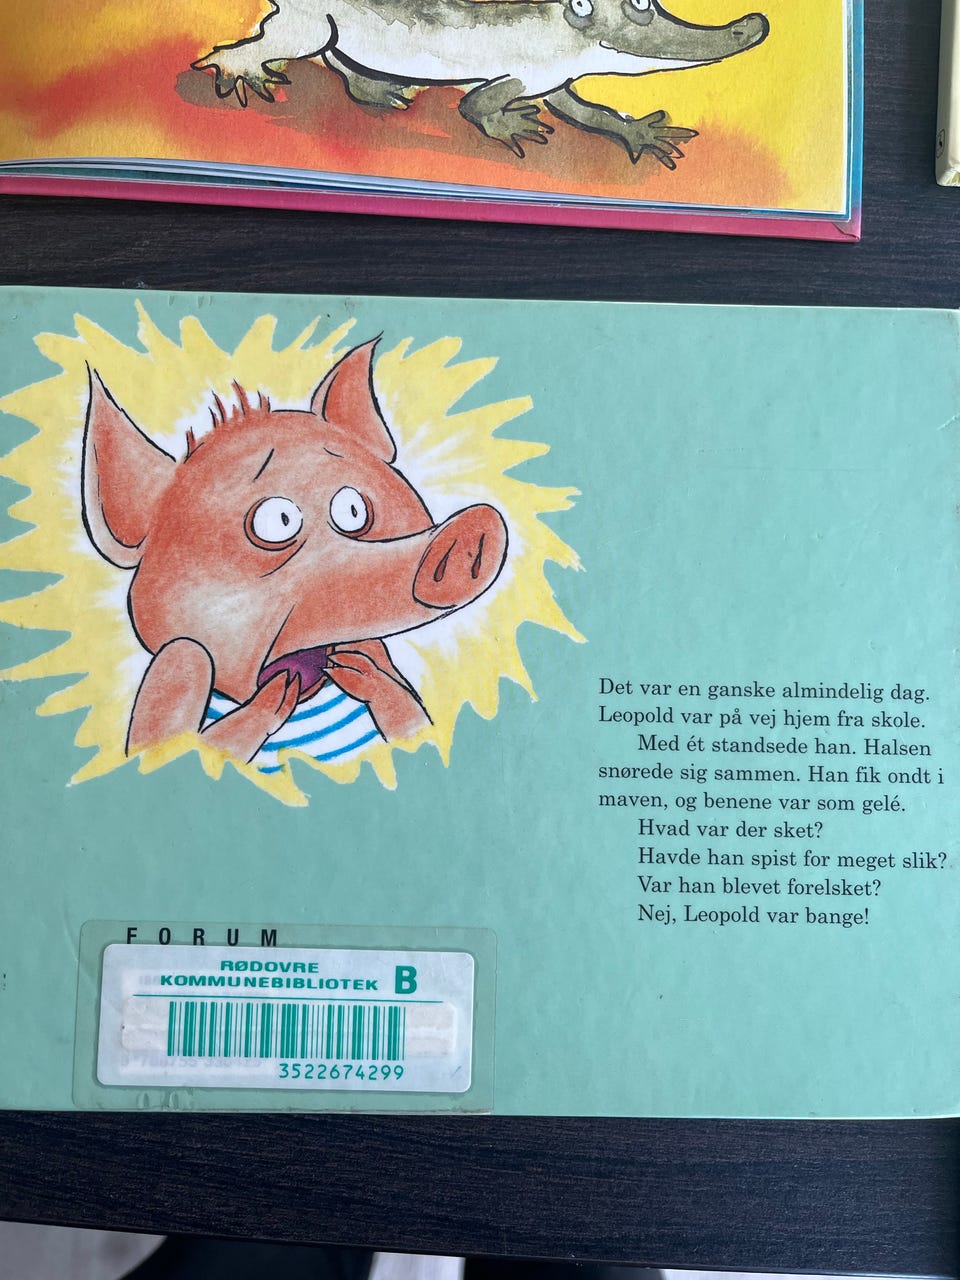 Det var en ganske almindelig dag.
Leopold var på vej hjem fra skole.
Med ét standsede han. Halsen
snørede sig sammen. Han fik ondt i
maven, og benene var som gelé.
Hvad var der sket?
Havde han spist for meget slik?
Var han blevet forelsket?
Nej, Leopold var bange!
FORUM
RØDOVRE
KOMMUNEBIBLIOTEK B
3522674299